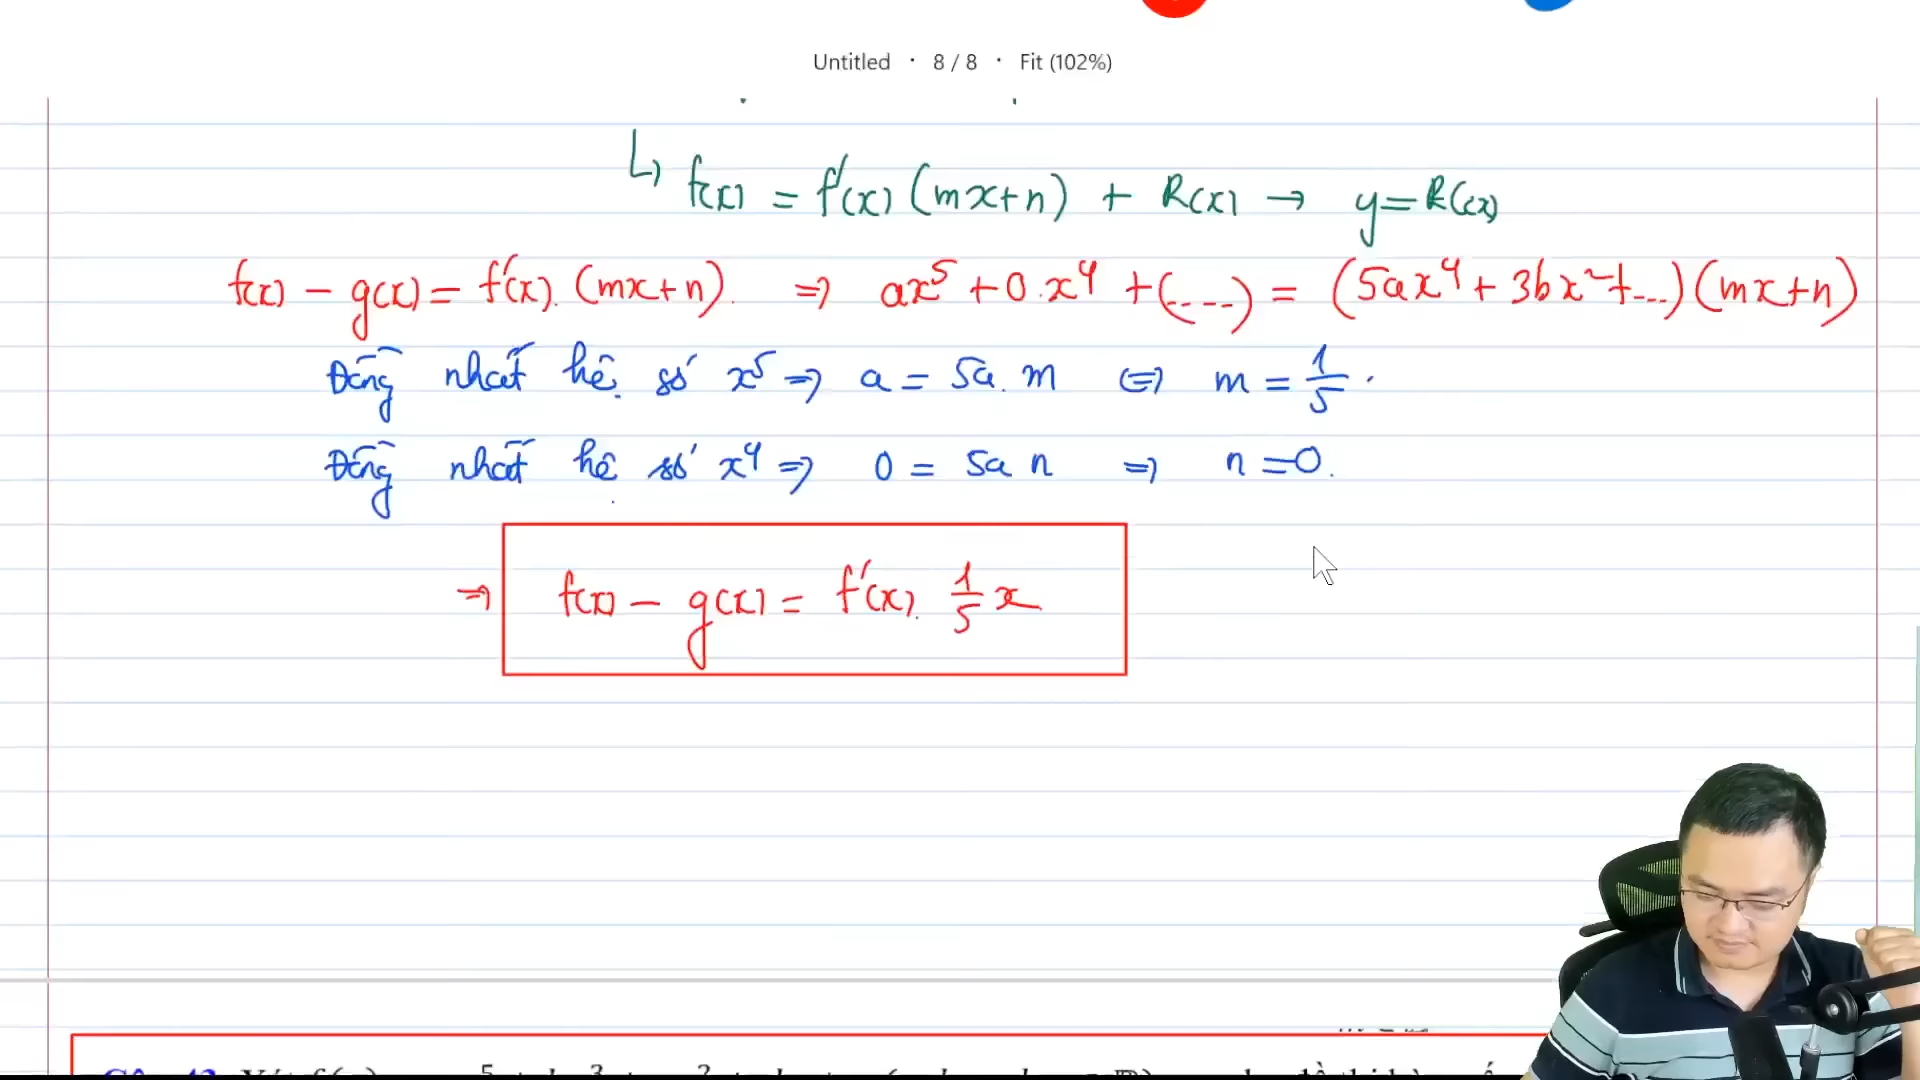 Untitled · 8 / 8 · Fit (102%)
↳ f(x) = f'(x) (mx+n) + R(x) → y = R(x)
f(x) − g(x) = f'(x). (mx+n). ⇒ ax⁵ + 0.x⁴ + (....) = (5ax⁴ + 3bx² + ...) (mx+n)
Đồng nhất hệ số x⁵ ⇒ a = 5a. m ⇔ m = 1/5.
Đồng nhất hệ số x⁴ ⇒ 0 = 5a n ⇒ n = 0.
⇒ f(x) − g(x) = f'(x). 1/5 x